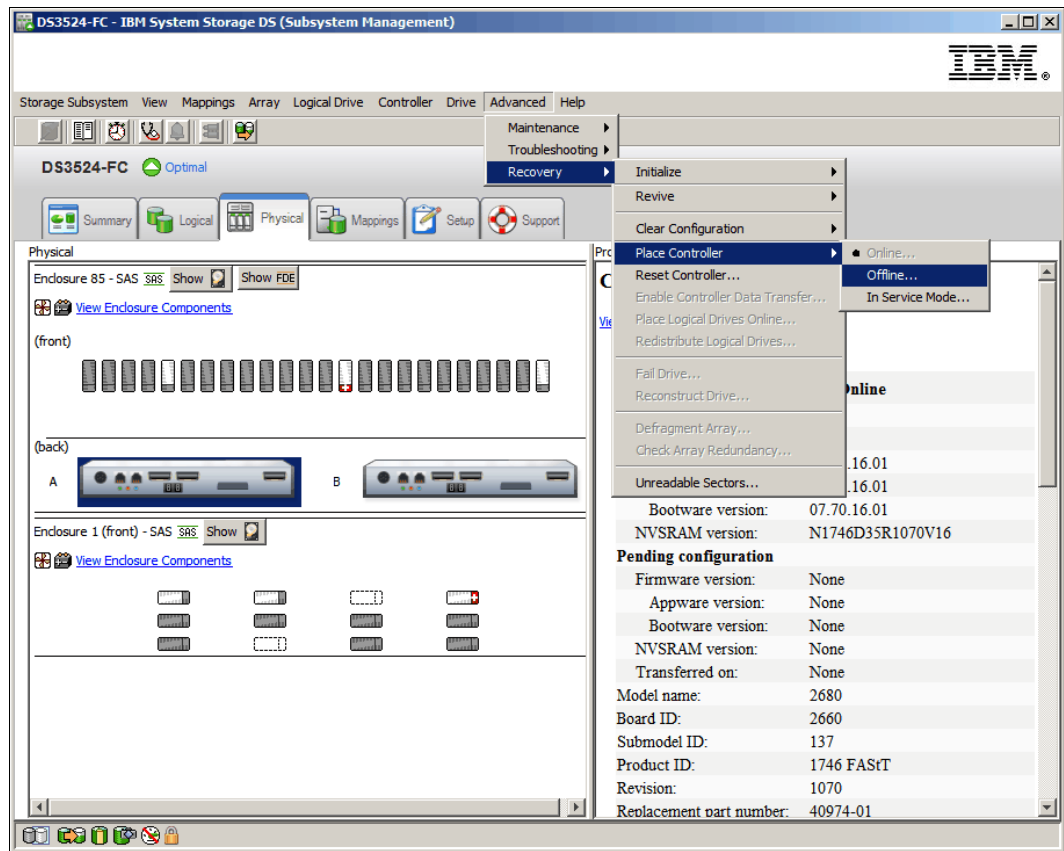 DS3524-FC - IBM System Storage DS (Subsystem Management)
IBM®
Storage Subsystem View Mappings Array Logical Drive Controller Drive Advanced Help
Maintenance
Troubleshooting
Recovery
DS3524-FC Optimal
Initialize
Revive
Clear Configuration
Place Controller
Reset Controller...
Enable Controller Data Transfer...
Place Logical Drives Online...
Redistribute Logical Drives...
Fail Drive...
Reconstruct Drive...
Defragment Array...
Check Array Redundancy...
Unreadable Sectors...
Online...
Offline...
In Service Mode...
Summary Logical Physical Mappings Setup Support
Physical
Enclosure 85 - SAS SAS Show Show FDE
View Enclosure Components
(front)
(back)
A B
Enclosure 1 (front) - SAS SAS Show
View Enclosure Components
Pro
C
Vie
Online
.16.01
.16.01
Bootware version: 07.70.16.01
NVSRAM version: N1746D35R1070V16
Pending configuration
Firmware version: None
Appware version: None
Bootware version: None
NVSRAM version: None
Transferred on: None
Model name: 2680
Board ID: 2660
Submodel ID: 137
Product ID: 1746 FAStT
Revision: 1070
Replacement part number: 40974-01